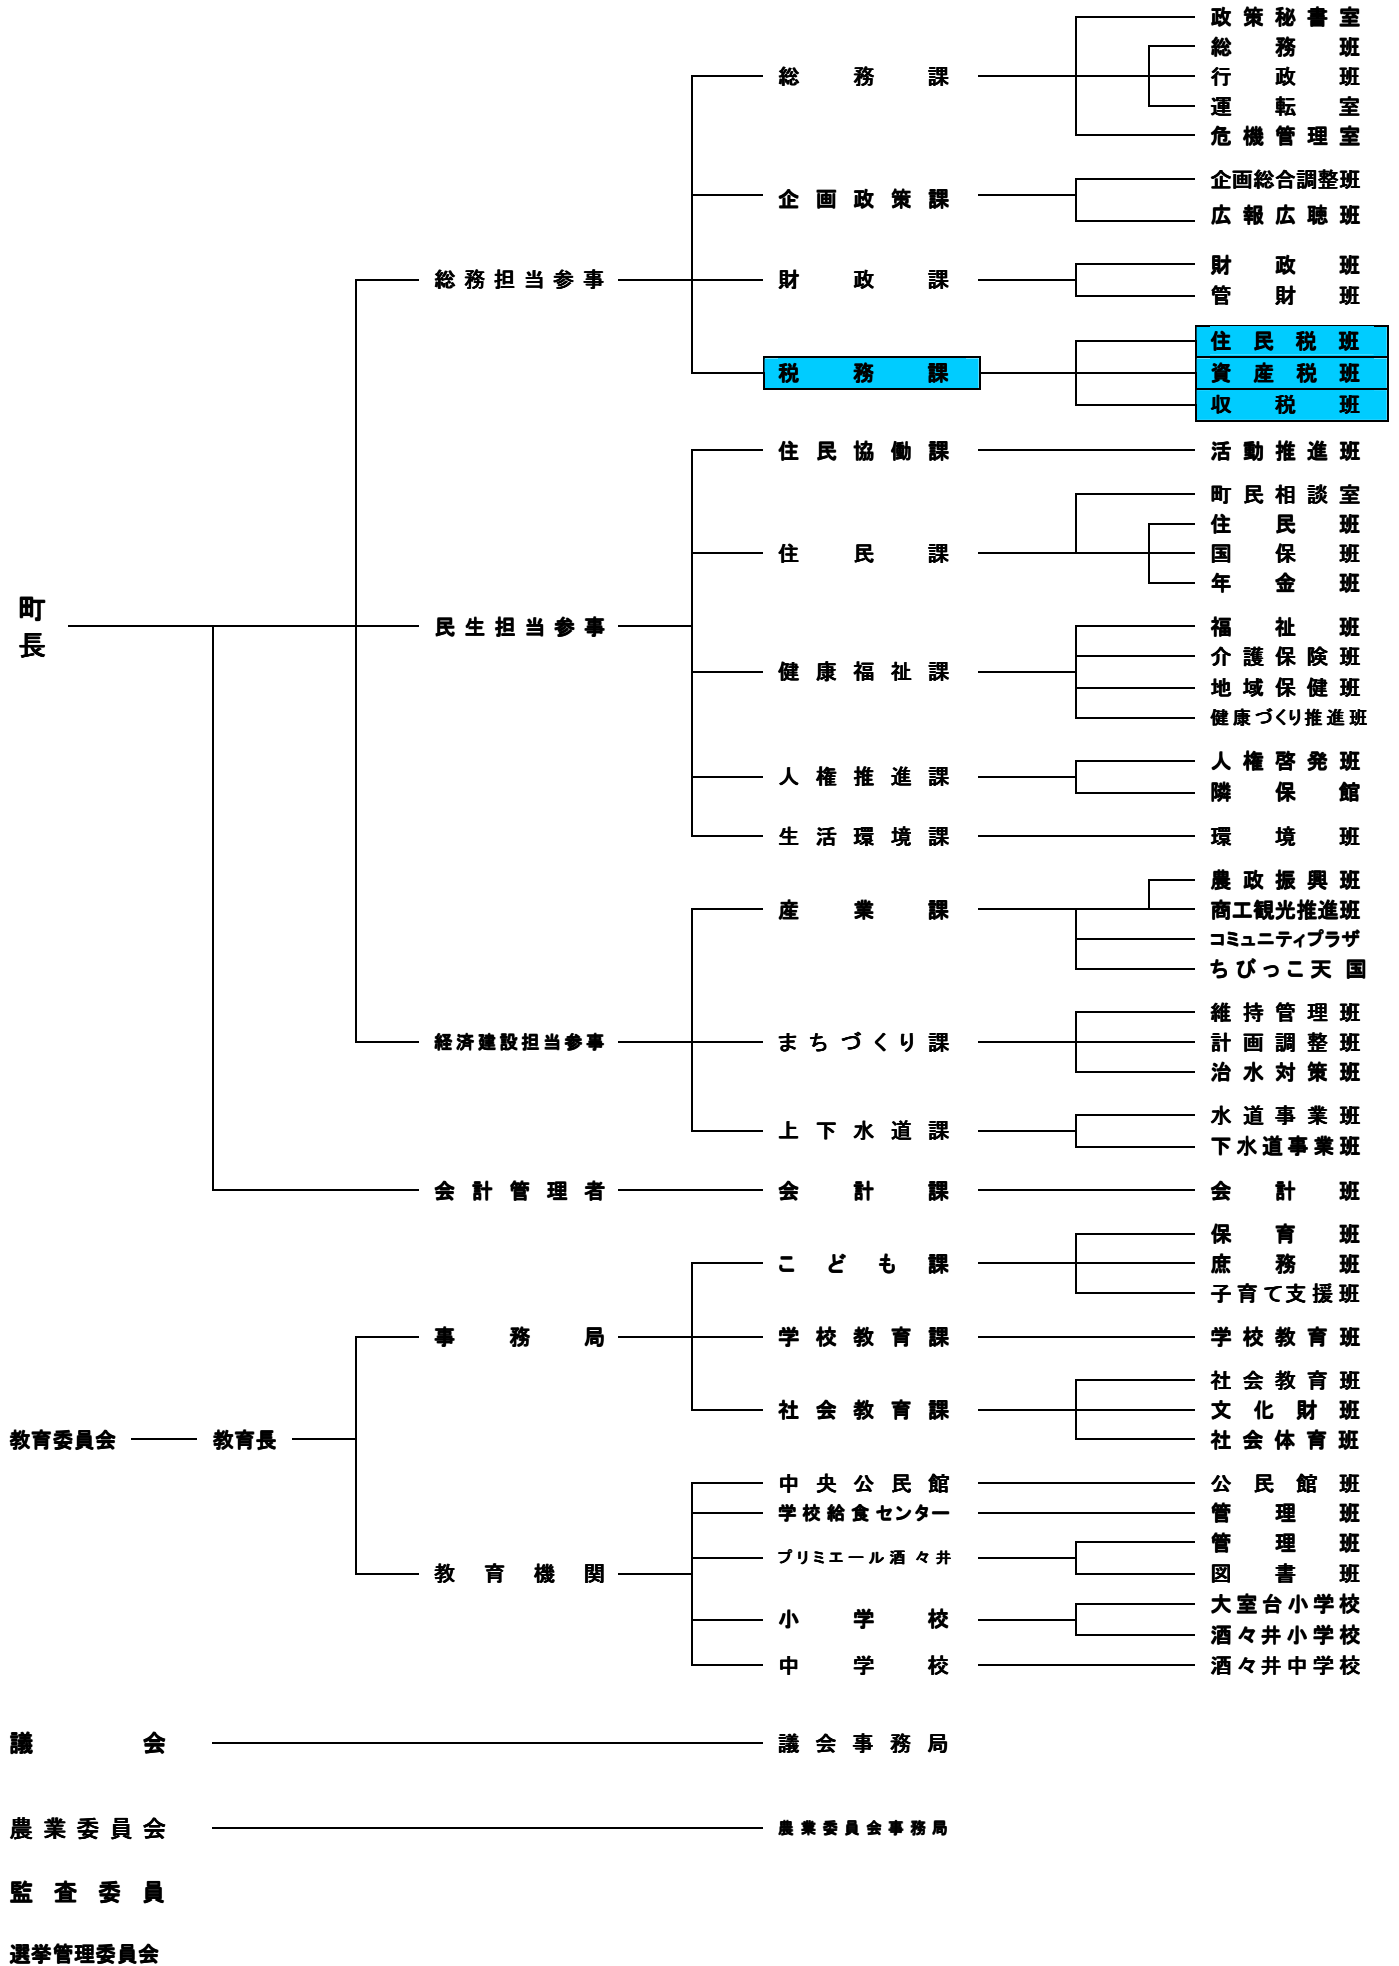 町長
総務担当参事
総務課
政策秘書室
総務班
行政班
運転室
危機管理室
企画政策課
企画総合調整班
広報広聴班
財政課
財政班
管財班
税務課
住民税班
資産税班
収税班
民生担当参事
住民協働課
活動推進班
住民課
町民相談室
住民班
国保班
年金班
健康福祉課
福祉班
介護保険班
地域保健班
健康づくり推進班
人権推進課
人権啓発班
隣保館
生活環境課
環境班
経済建設担当参事
産業課
農政振興班
商工観光推進班
コミュニティプラザ
ちびっこ天国
まちづくり課
維持管理班
計画調整班
治水対策班
上下水道課
水道事業班
下水道事業班
会計管理者
会計課
会計班
教育委員会
教育長
事務局
こども課
保育班
庶務班
子育て支援班
学校教育課
学校教育班
社会教育課
社会教育班
文化財班
社会体育班
教育機関
中央公民館
公民館班
学校給食センター
管理班
プリミエール酒々井
管理班
図書班
小学校
大室台小学校
酒々井小学校
中学校
酒々井中学校
議会
議会事務局
農業委員会
農業委員会事務局
監査委員
選挙管理委員会